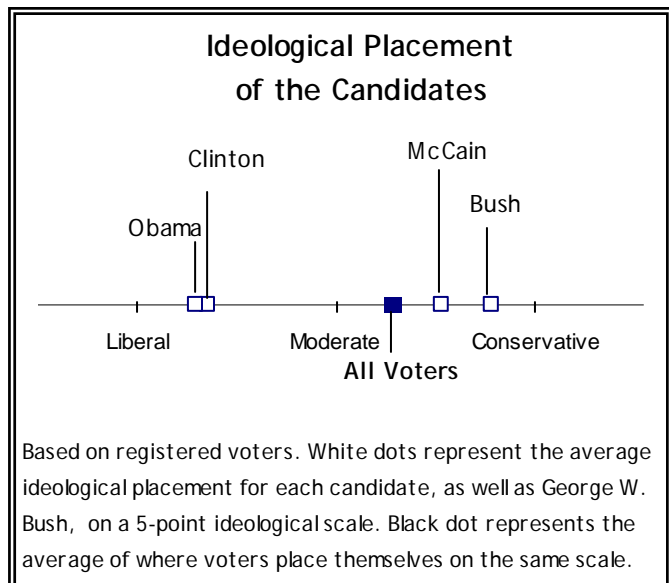 Ideological Placement
of the Candidates
Clinton
McCain
Bush
Obama
Liberal
Moderate
Conservative
All Voters
Based on registered voters. White dots represent the average
ideological placement for each candidate, as well as George W.
Bush, on a 5-point ideological scale. Black dot represents the
average of where voters place themselves on the same scale.